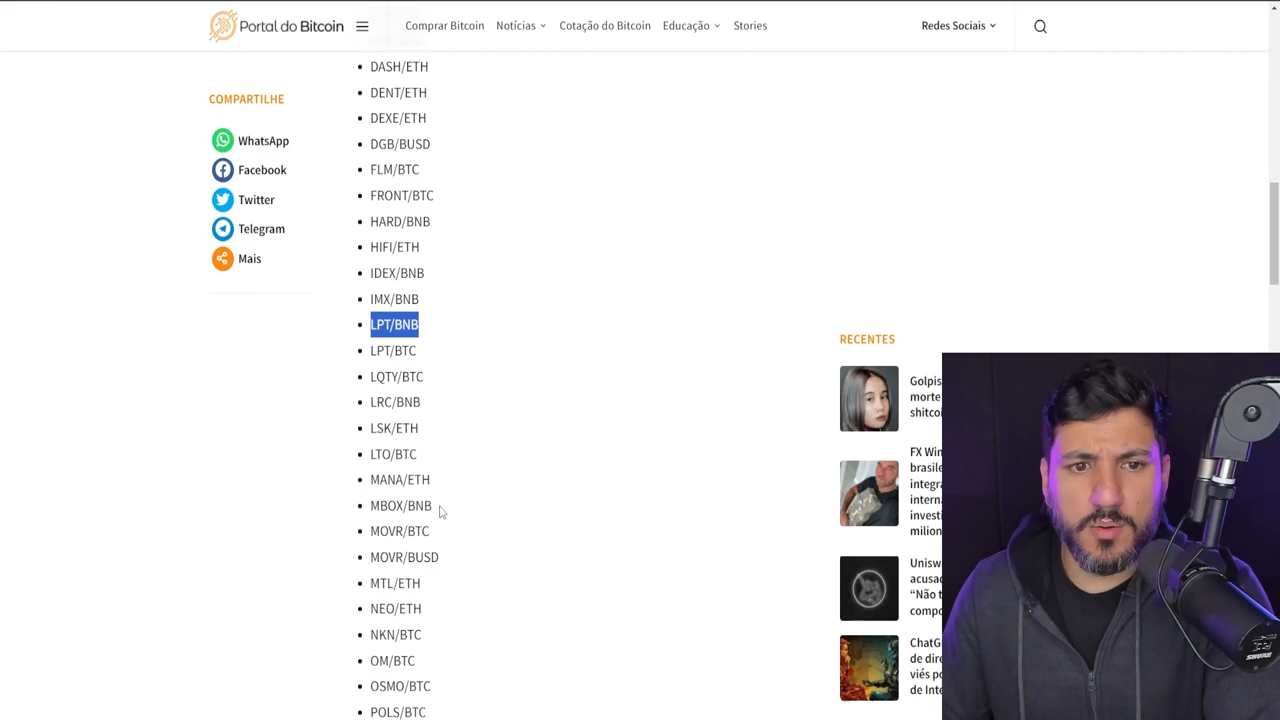 Portal do Bitcoin
Comprar Bitcoin
Notícias
Cotação do Bitcoin
Educação
Stories
Redes Sociais
COMPARTILHE
WhatsApp
Facebook
Twitter
Telegram
Mais
DASH/ETH
DENT/ETH
DEXE/ETH
DGB/BUSD
FLM/BTC
FRONT/BTC
HARD/BNB
HIFI/ETH
IDEX/BNB
IMX/BNB
LPT/BNB
LPT/BTC
LQTY/BTC
LRC/BNB
LSK/ETH
LTO/BTC
MANA/ETH
MBOX/BNB
MOVR/BTC
MOVR/BUSD
MTL/ETH
NEO/ETH
NKN/BTC
OM/BTC
OSMO/BTC
POLS/BTC
RECENTES
Golpis
morte
shitcoi
FX Win
brasile
integra
interna
investi
milion
Unisw
acusad
“Não t
compo
ChatG
de dire
viés po
de Inte
SHURE